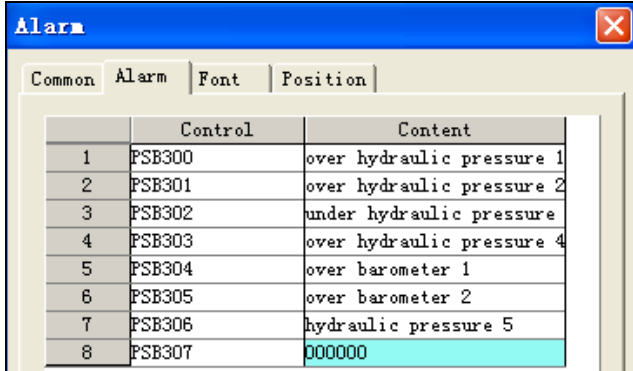 Alarm
Common Alarm Font Position
Control Content
1 PSB300 over hydraulic pressure 1
2 PSB301 over hydraulic pressure 2
3 PSB302 under hydraulic pressure
4 PSB303 over hydraulic pressure 4
5 PSB304 over barometer 1
6 PSB305 over barometer 2
7 PSB306 hydraulic pressure 5
8 PSB307 000000